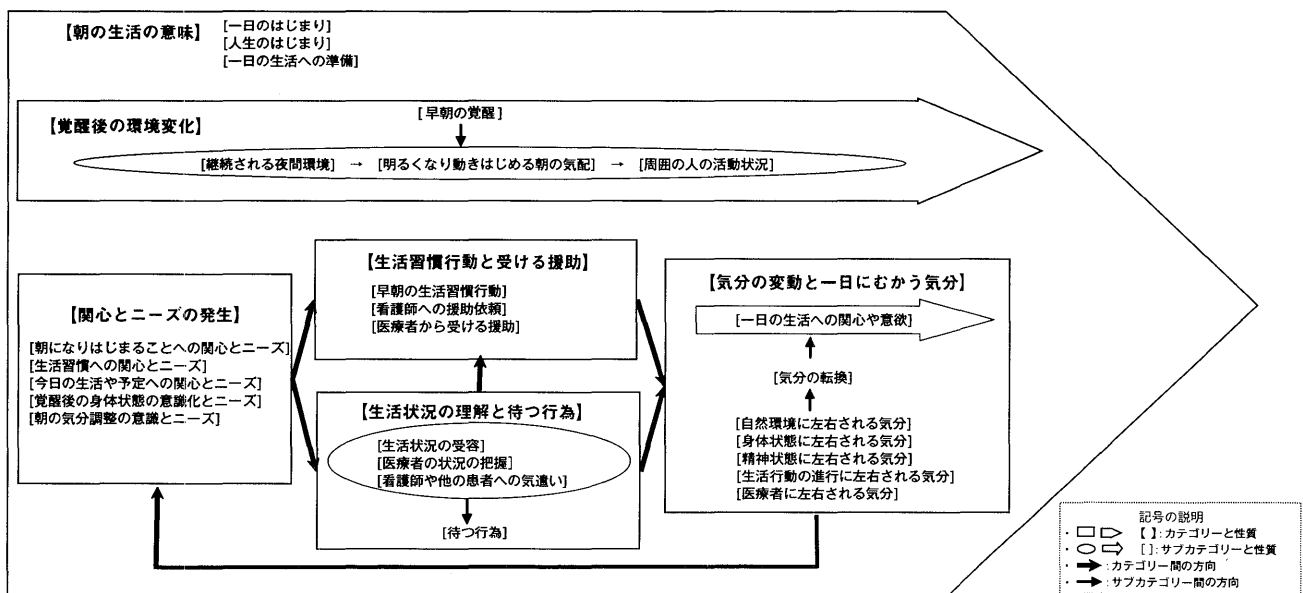 【朝の生活の意味】
[一日のはじまり]
[人生のはじまり]
[一日の生活への準備]
【覚醒後の環境変化】
[早朝の覚醒]
[継続される夜間環境] → [明るくなり動きはじめる朝の気配] → [周囲の人の活動状況]
【関心とニーズの発生】
[朝になりはじまることへの関心とニーズ]
[生活習慣への関心とニーズ]
[今日の生活や予定への関心とニーズ]
[覚醒後の身体状態の意識化とニーズ]
[朝の気分調整の意識とニーズ]
【生活習慣行動と受ける援助】
[早朝の生活習慣行動]
[看護師への援助依頼]
[医療者から受ける援助]
【生活状況の理解と待つ行為】
[生活状況の受容]
[医療者の状況の把握]
[看護師や他の患者への気遣い]
[待つ行為]
【気分の変動と一日にむかう気分】
[一日の生活への関心や意欲]
[気分の転換]
[自然環境に左右される気分]
[身体状態に左右される気分]
[精神状態に左右される気分]
[生活行動の進行に左右される気分]
[医療者に左右される気分]
記号の説明
・ 【 】:カテゴリーと性質
・ [ ]:サブカテゴリーと性質
・ :カテゴリー間の方向
・ :サブカテゴリー間の方向